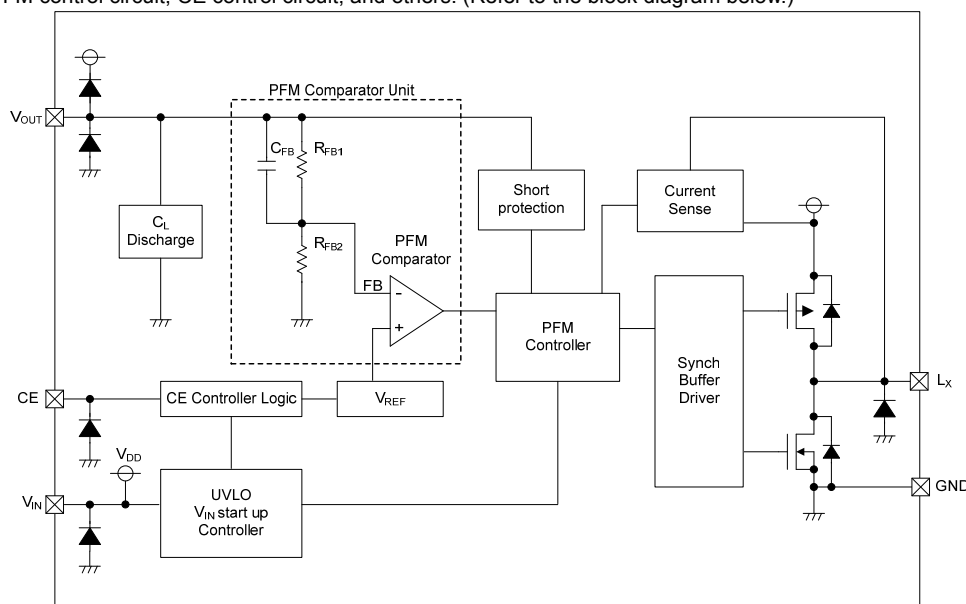 FM control circuit, CE control circuit, and others. (Refer to the block diagram below.)
PFM Comparator Unit
VOUT
CFB
RFB1
Short
protection
Current
Sense
CL
Discharge
RFB2
PFM
Comparator
FB
-
+
PFM
Controller
Synch
Buffer
Driver
LX
CE
CE Controller Logic
VREF
VDD
VIN
UVLO
VIN start up
Controller
GND